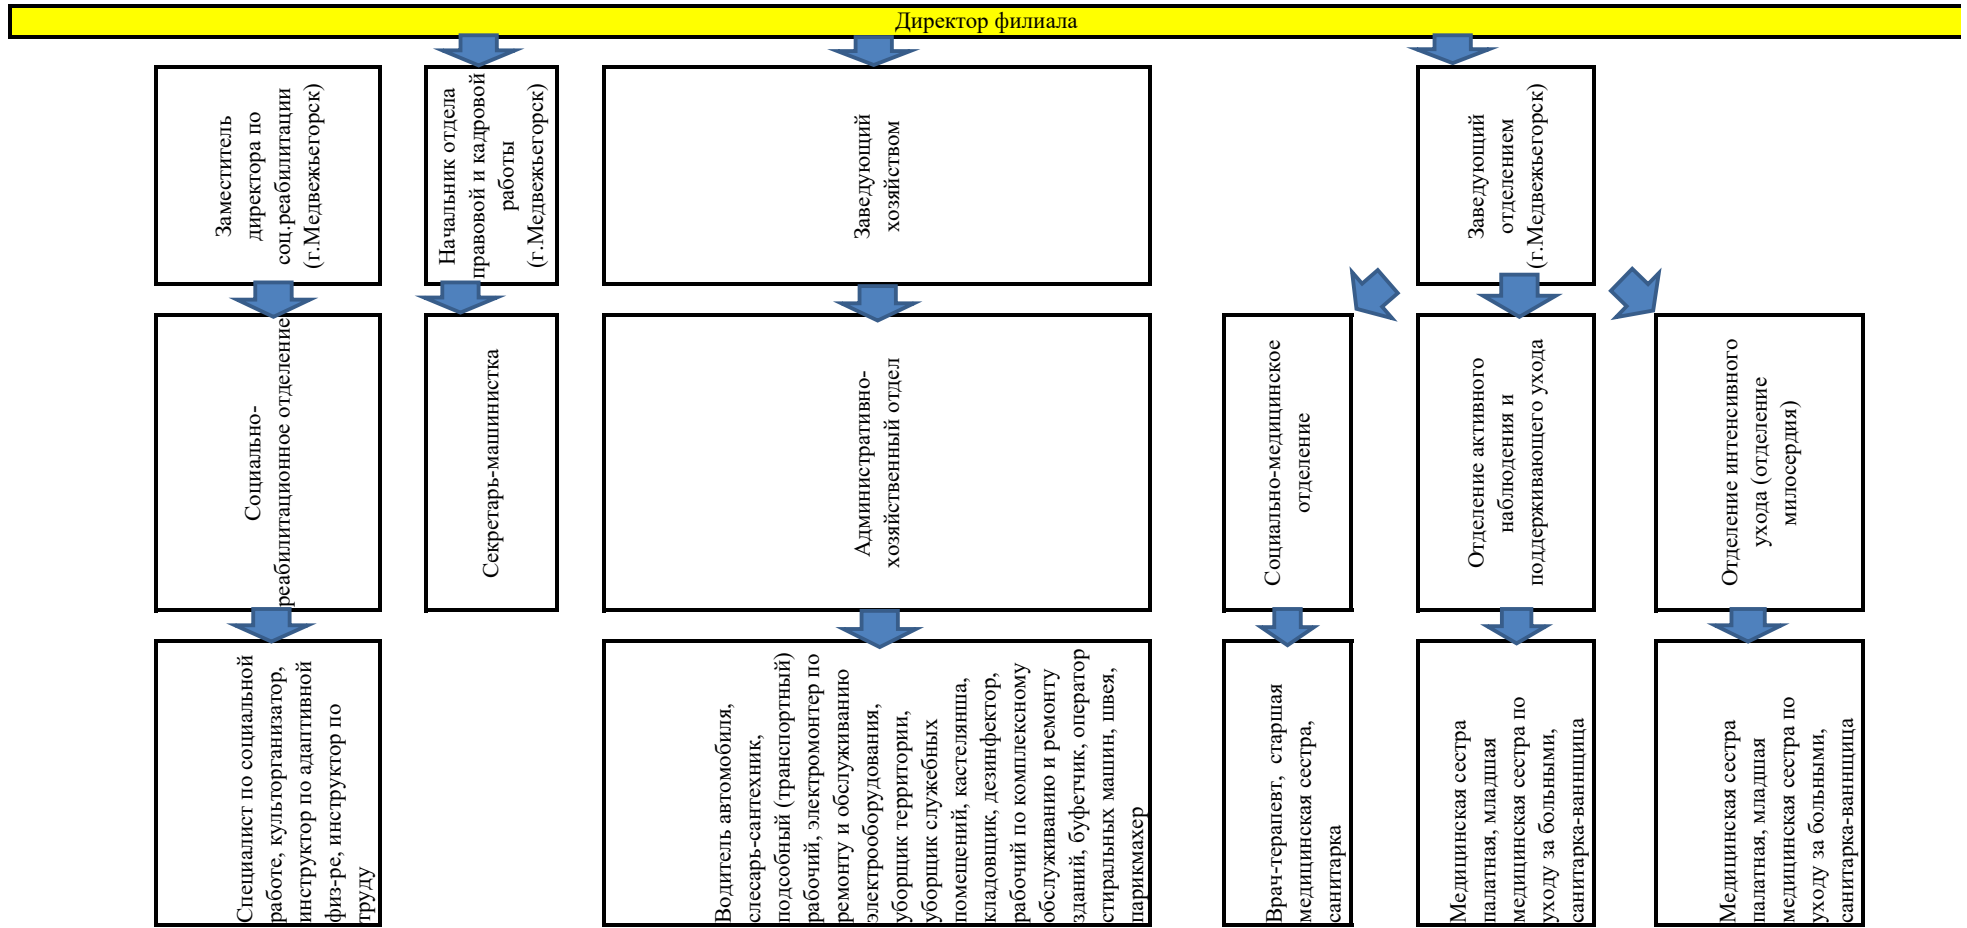 Директор филиала
Заместитель
директора по
соц.реабилитации
(г.Медвежьегорск)
Начальник отдела
правовой и кадровой
работы
(г.Медвежьегорск)
Заведующий
хозяйством
Заведующий
отделением
(г.Медвежьегорск)
Социально-
реабилитационное отделение
Секретарь-машинистка
Административно-
хозяйственный отдел
Социально-медицинское
отделение
Отделение активного
наблюдения и
поддерживающего ухода
Отделение интенсивного
ухода (отделение
милосердия)
Специалист по социальной
работе, культорганизатор,
инструктор по адаптивной
физ-ре, инструктор по
труду
Водитель автомобиля,
слесарь-сантехник,
подсобный (транспортный)
рабочий, электромонтер по
ремонту и обслуживанию
электрооборудования,
уборщик территории,
уборщик служебных
помещений, кастелянша,
кладовщик, дезинфектор,
рабочий по комплексному
обслуживанию и ремонту
зданий, буфетчик, оператор
стиральных машин, швея,
парикмахер
Врач-терапевт, старшая
медицинская сестра,
санитарка
Медицинская сестра
палатная, младшая
медицинская сестра по
уходу за больными,
санитарка-ваннщица
Медицинская сестра
палатная, младшая
медицинская сестра по
уходу за больными,
санитарка-ваннщица